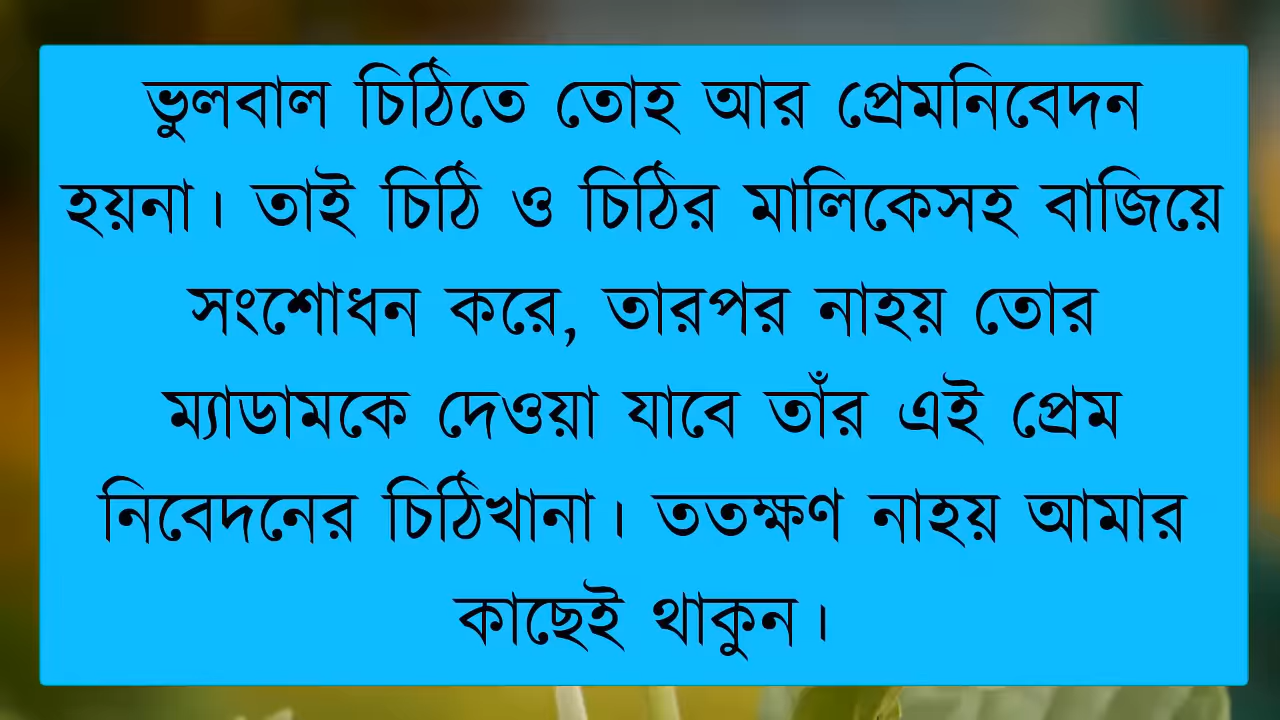 ভুলবাল চিঠিতে তোহ আর প্রেমনিবেদন
হয়না। তাই চিঠি ও চিঠির মালিকেসহ বাজিয়ে
সংশোধন করে, তারপর নাহয় তোর
ম্যাডামকে দেওয়া যাবে তাঁর এই প্রেম
নিবেদনের চিঠিখানা। ততক্ষণ নাহয় আমার
কাছেই থাকুন।